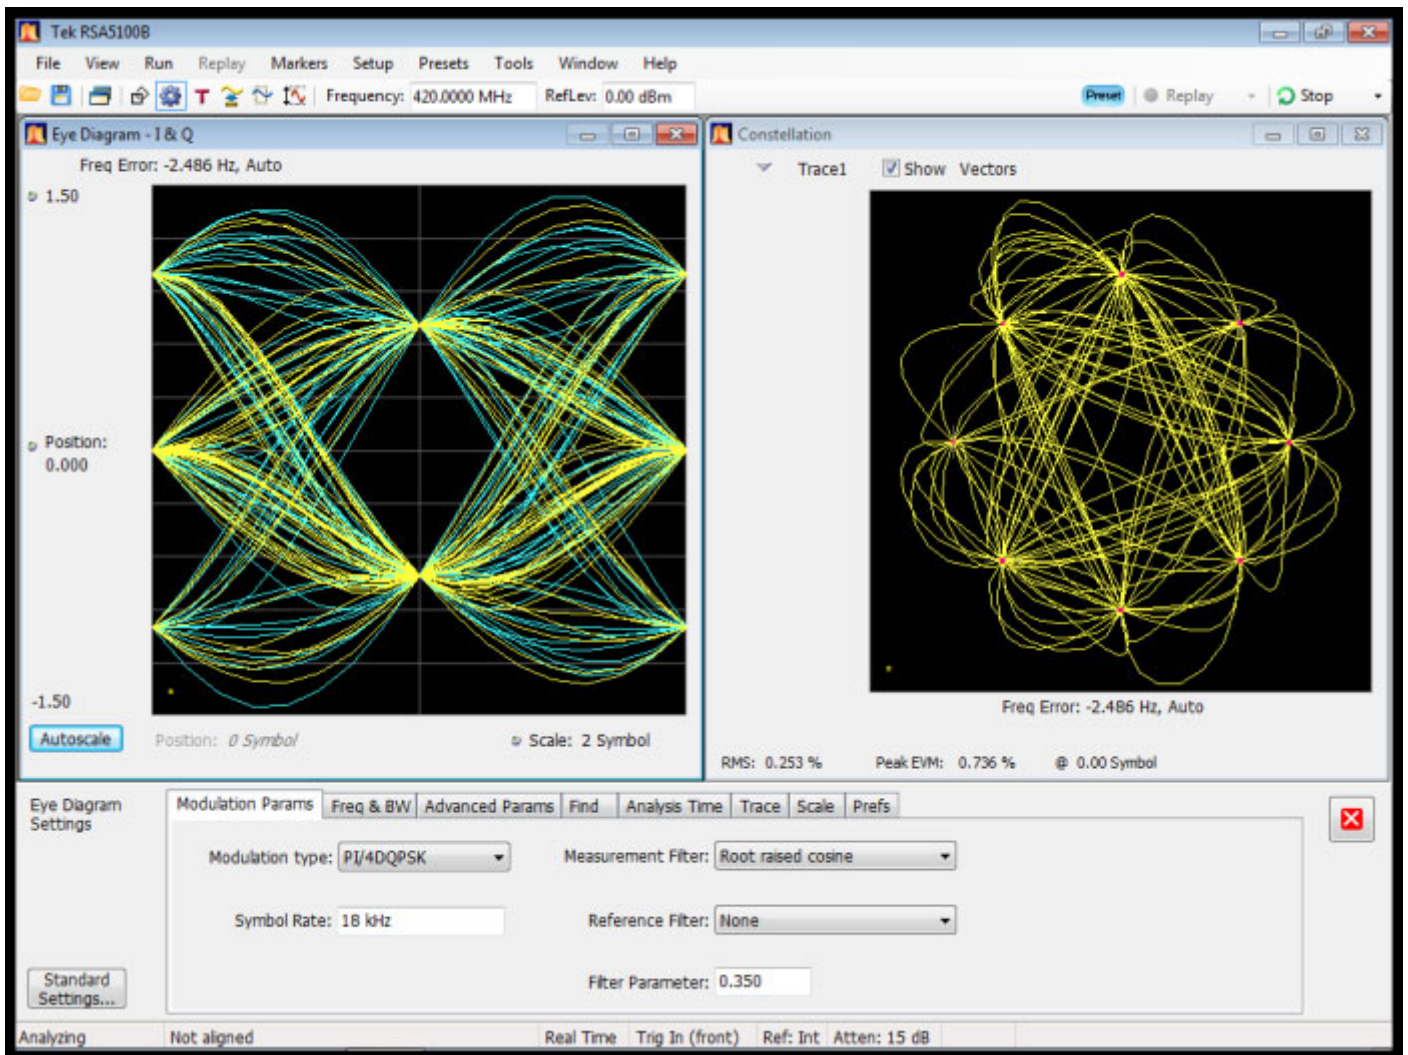 Tek RSA5100B
File View Run Replay Markers Setup Presets Tools Window Help
Frequency: 420.0000 MHz RefLev: 0.00 dBm Preset Replay Stop
Eye Diagram - I & Q
Freq Error: -2.486 Hz, Auto
1.50
Position:
0.000
-1.50
Autoscale Position: 0 Symbol Scale: 2 Symbol
Constellation
Trace1 Show Vectors
Freq Error: -2.486 Hz, Auto
RMS: 0.253 % Peak EVM: 0.736 % @ 0.00 Symbol
Eye Diagram
Settings
Modulation Params Freq & BW Advanced Params Find Analysis Time Trace Scale Prefs
Modulation type: PI/4DQPSK Measurement Filter: Root raised cosine
Symbol Rate: 18 kHz Reference Filter: None
Filter Parameter: 0.350
Standard
Settings...
Analyzing Not aligned Real Time Trig In (front) Ref: Int Atten: 15 dB